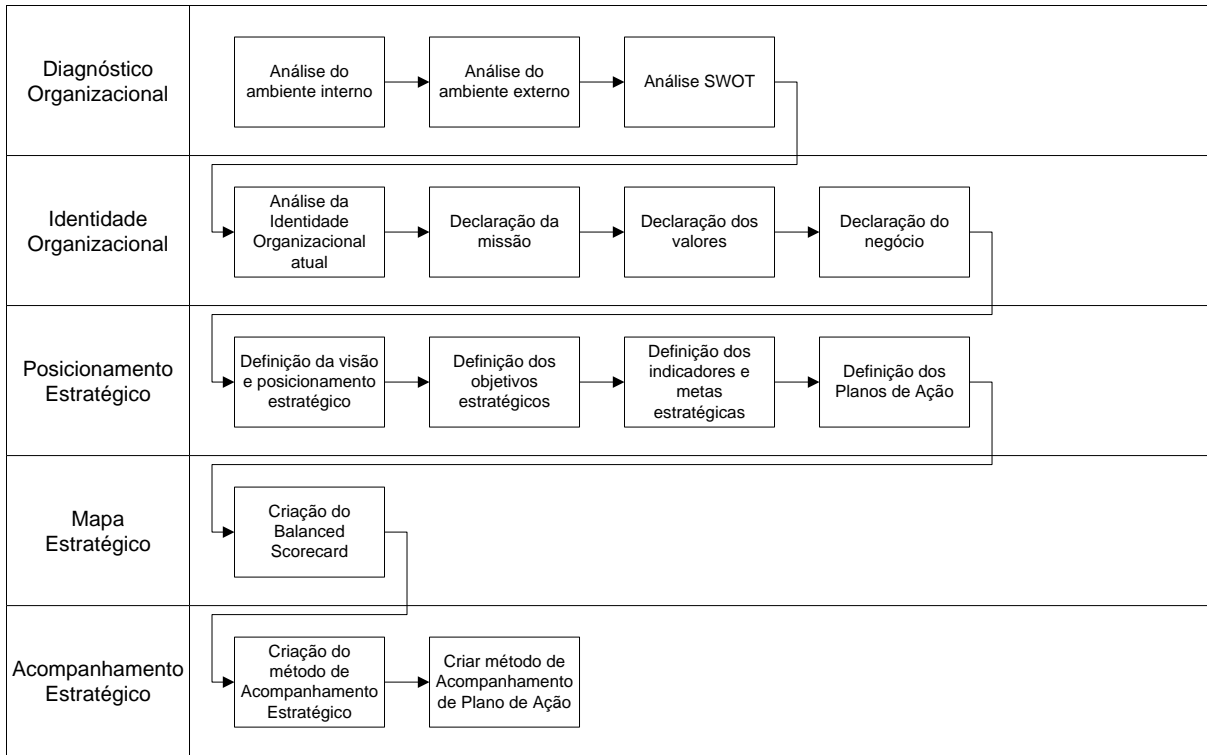 Diagnóstico
Organizacional
Análise do
ambiente interno
Análise do
ambiente externo
Análise SWOT
Identidade
Organizacional
Análise da
Identidade
Organizacional
atual
Declaração da
missão
Declaração dos
valores
Declaração do
negócio
Posicionamento
Estratégico
Definição da visão
e posicionamento
estratégico
Definição dos
objetivos
estratégicos
Definição dos
indicadores e
metas
estratégicas
Definição dos
Planos de Ação
Mapa
Estratégico
Criação do
Balanced
Scorecard
Acompanhamento
Estratégico
Criação do
método de
Acompanhamento
Estratégico
Criar método de
Acompanhamento
de Plano de Ação